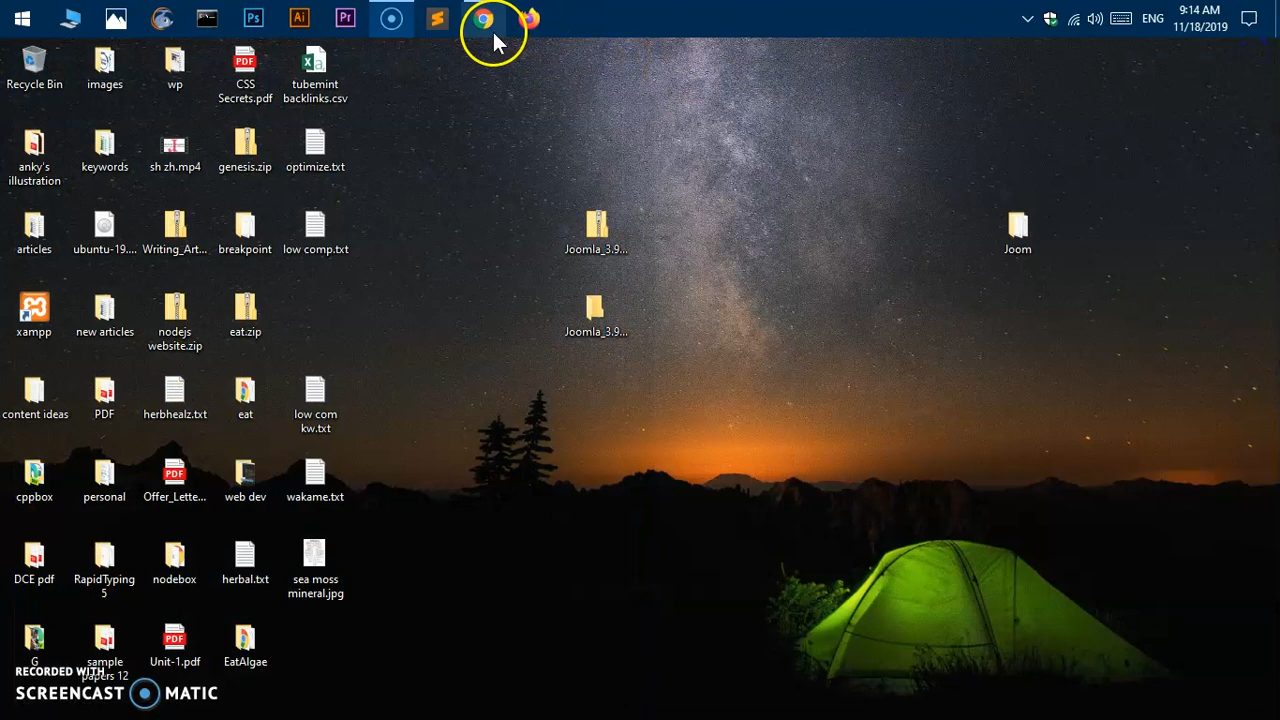 Ps
Ai
Pr
ENG
9:14 AM
11/18/2019
Recycle Bin
images
wp
CSS
Secrets.pdf
tubemint
backlinks.csv
anky's
illustration
keywords
sh zh.mp4
genesis.zip
optimize.txt
articles
ubuntu-19....
Writing_Art...
breakpoint
low comp.txt
Joomla_3.9...
Joom
xampp
new articles
nodejs
website.zip
eat.zip
Joomla_3.9...
content ideas
PDF
herbhealz.txt
eat
low com
kw.txt
cppbox
personal
Offer_Lette...
web dev
wakame.txt
DCE pdf
RapidTyping
5
nodebox
herbal.txt
sea moss
mineral.jpg
G
sample
papers 12
Unit-1.pdf
EatAlgae
RECORDED WITH
SCREENCAST MATIC